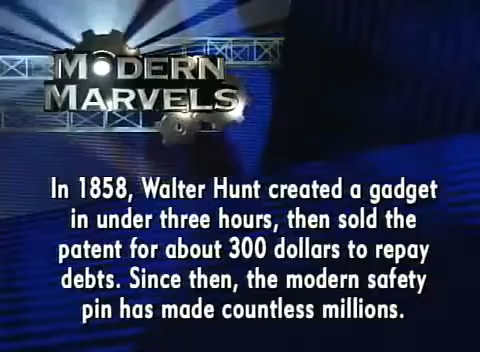 MODERN
MARVELS
In 1858, Walter Hunt created a gadget
in under three hours, then sold the
patent for about 300 dollars to repay
debts. Since then, the modern safety
pin has made countless millions.